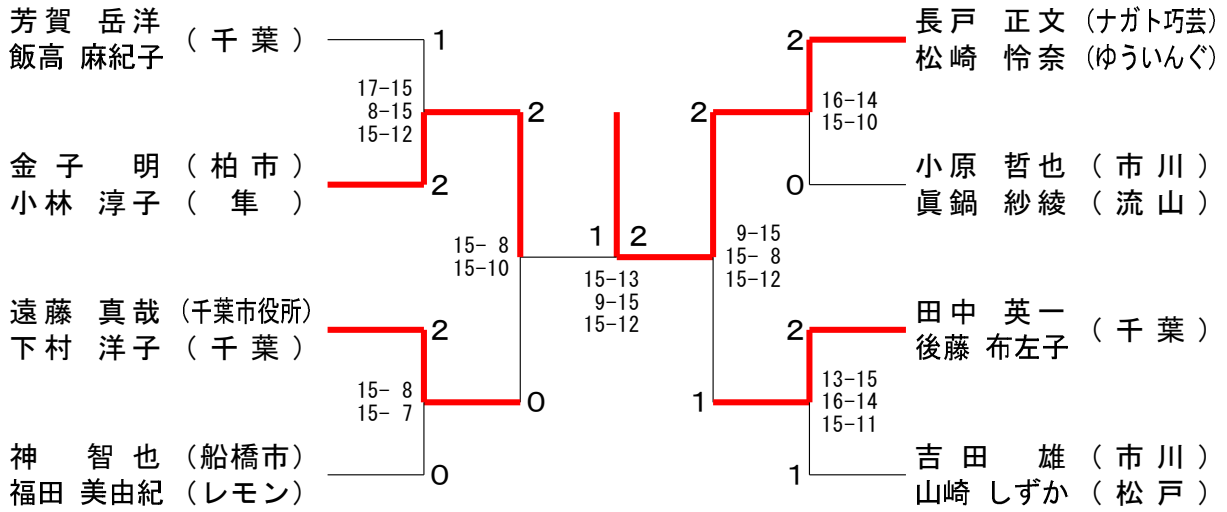 芳賀 岳洋
飯高 麻紀子
(千葉)
1
17-15
8-15
15-12
2
金子 明 (柏市)
小林 淳子 (隼)
2
15- 8
15-10
遠藤 真哉 (千葉市役所)
下村 洋子 (千葉)
2
15- 8
15- 7
0
神 智也 (船橋市)
福田 美由紀 (レモン)
0
1
2
15-13
9-15
15-12
長戸 正文 (ナガト巧芸)
松崎 怜奈 (ゆういんぐ)
2
16-14
15-10
2
小原 哲也 (市川)
眞鍋 紗綾 (流山)
0
9-15
15- 8
15-12
田中 英一
後藤 布左子
(千葉)
2
13-15
16-14
15-11
1
吉田 雄 (市川)
山崎 しずか (松戸)
1